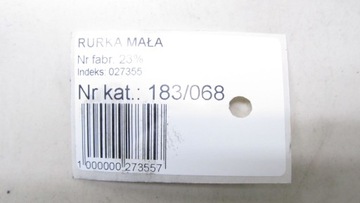 RURKA MAŁA
Nr fabr. 23%
Indeks: 027355
Nr kat.: 183/068
1 000000 273557